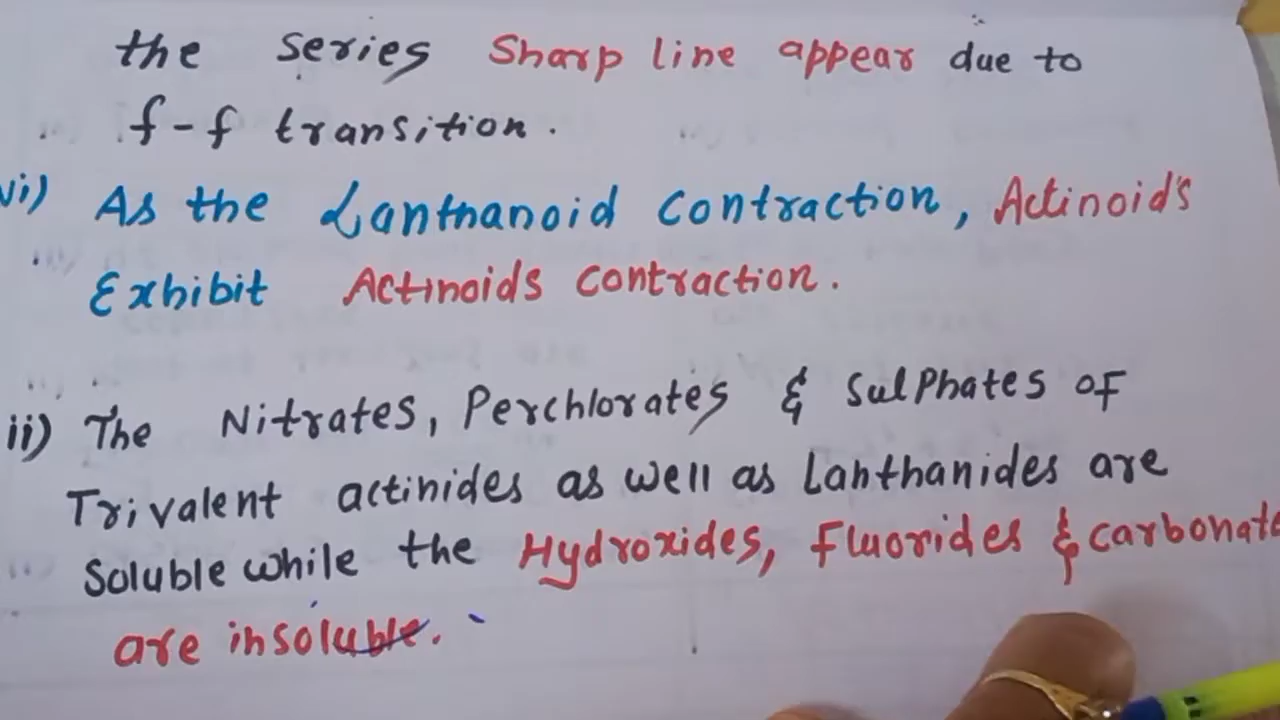 the series Sharp line appear due to
f-f transition.
vi) As the Lanthanoid contraction, Actinoid's
Exhibit Actinoids contraction.
ii) The Nitrates, Perchlorates & Sulphates of
Trivalent actinides as well as Lanthanides are
Soluble while the Hydroxides, Fluorides & carbonate
are insoluble.